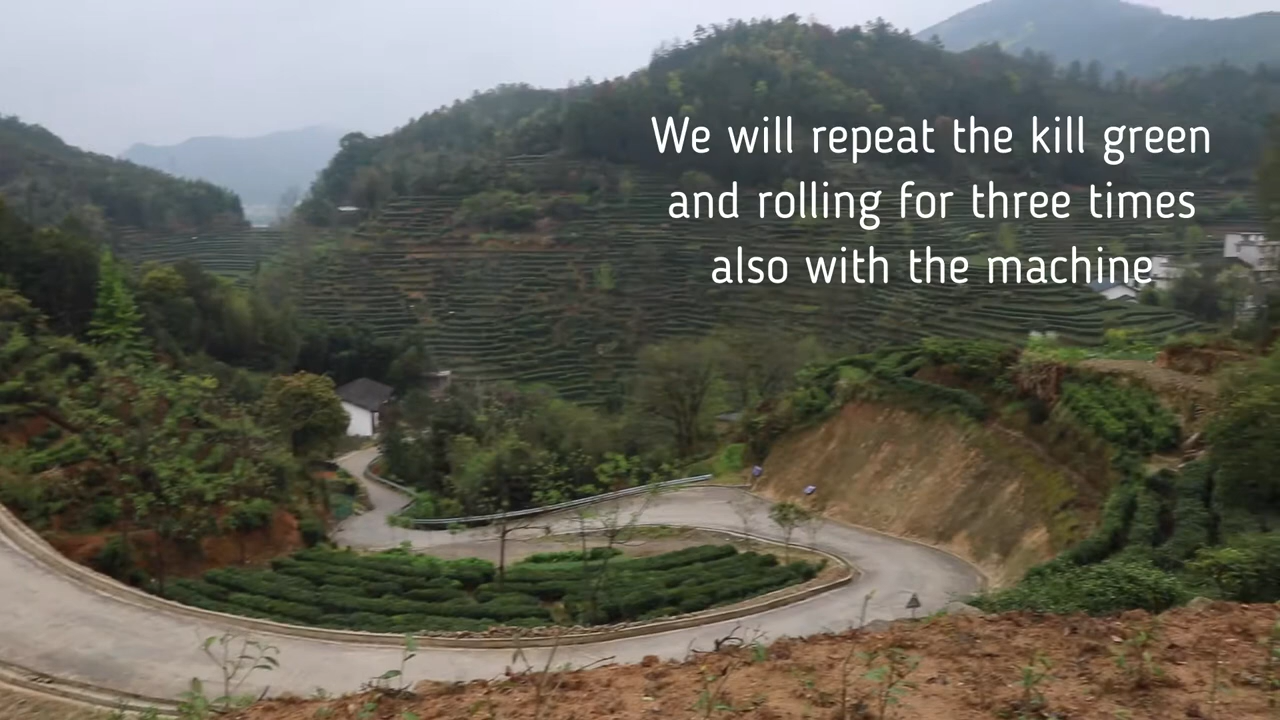 We will repeat the kill green
and rolling for three times
also with the machine